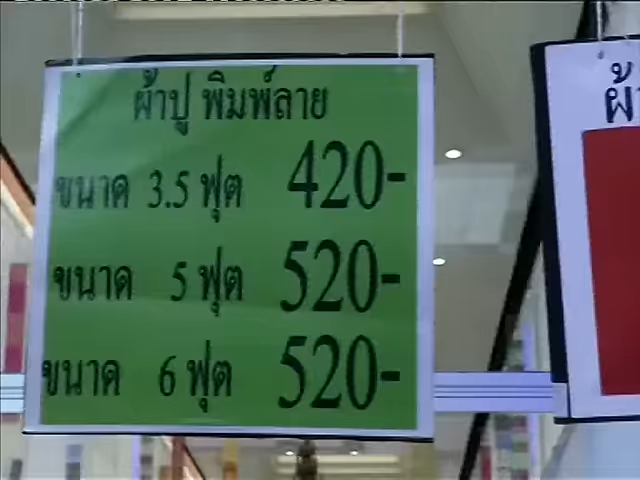 ผ้าปู พิมพ์ลาย
ขนาด 3.5 ฟุต 420-
ขนาด 5 ฟุต 520-
ขนาด 6 ฟุต 520-